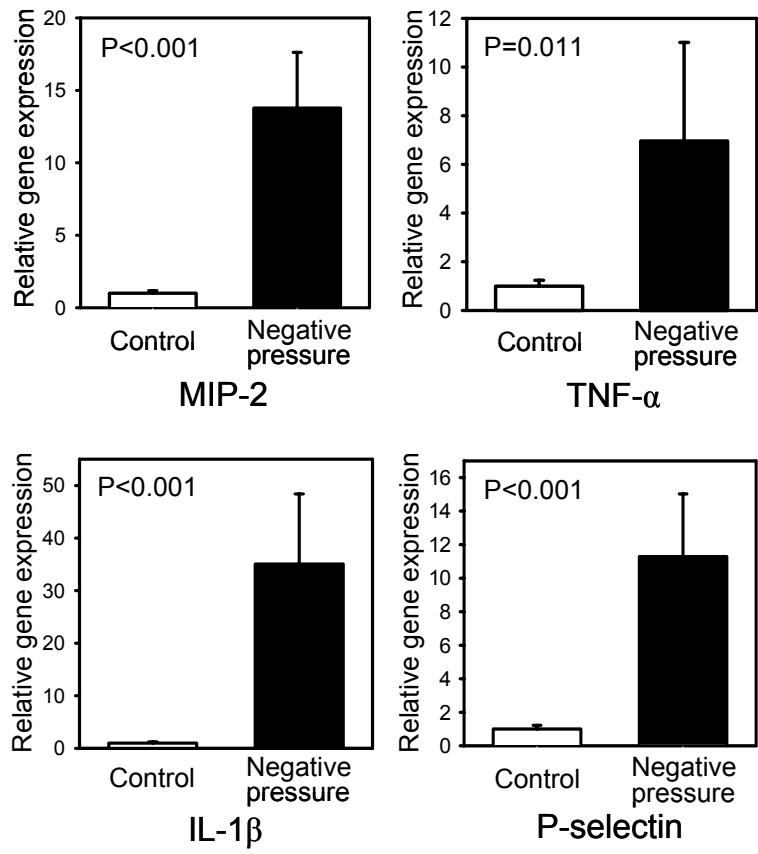 Relative gene expression
20
15
10
5
0
P<0.001
Control
Negative
pressure
MIP-2
Relative gene expression
12
10
8
6
4
2
0
P=0.011
Control
Negative
pressure
TNF-α
Relative gene expression
50
40
30
20
10
0
P<0.001
Control
Negative
pressure
IL-1β
Relative gene expression
16
14
12
10
8
6
4
2
0
P<0.001
Control
Negative
pressure
P-selectin